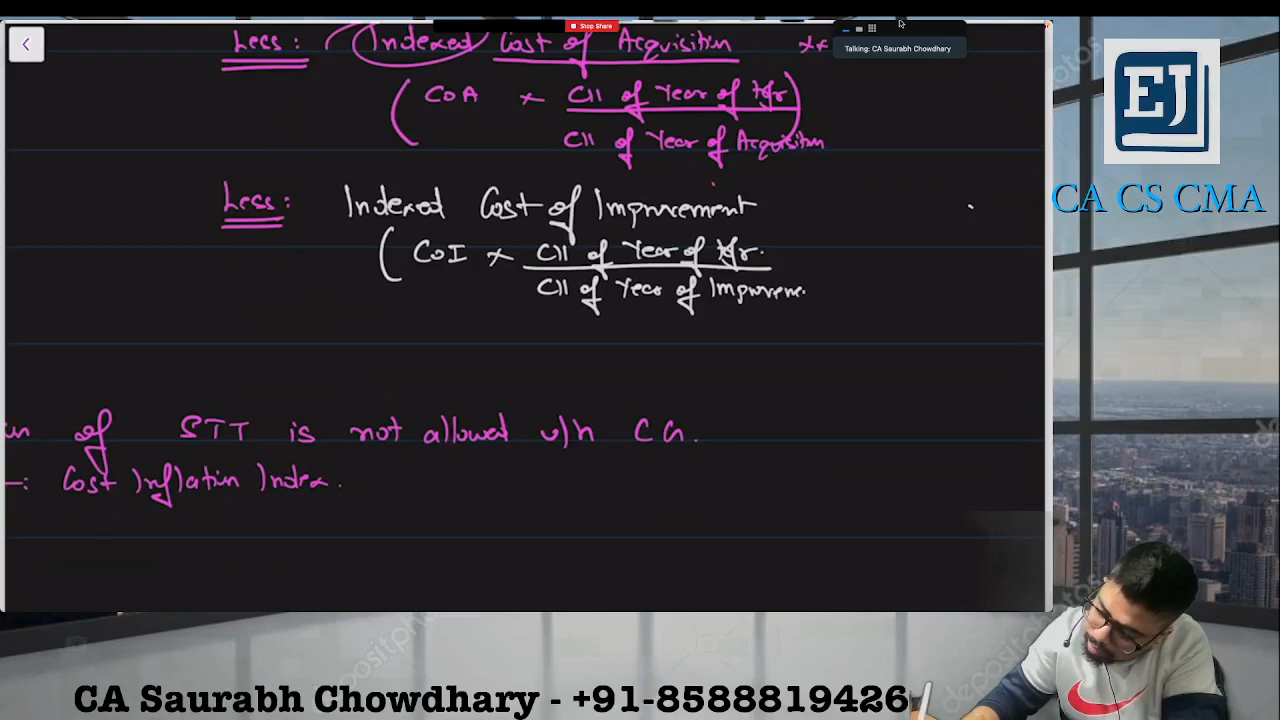 Stop Share
Talking: CA Saurabh Chowdhary
Less: Indexed Cost of Acquisition **
(COA × CII of Year of tfr)
CII of Year of Acquisition
Less: Indexed Cost of Improvement
(COI × CII of Year of tfr.
CII of Year of Improveme
of STT is not allowed u/h CG.
-: Cost Inflation Index.
EJ
CA CS CMA
CA Saurabh Chowdhary - +91-8588819426